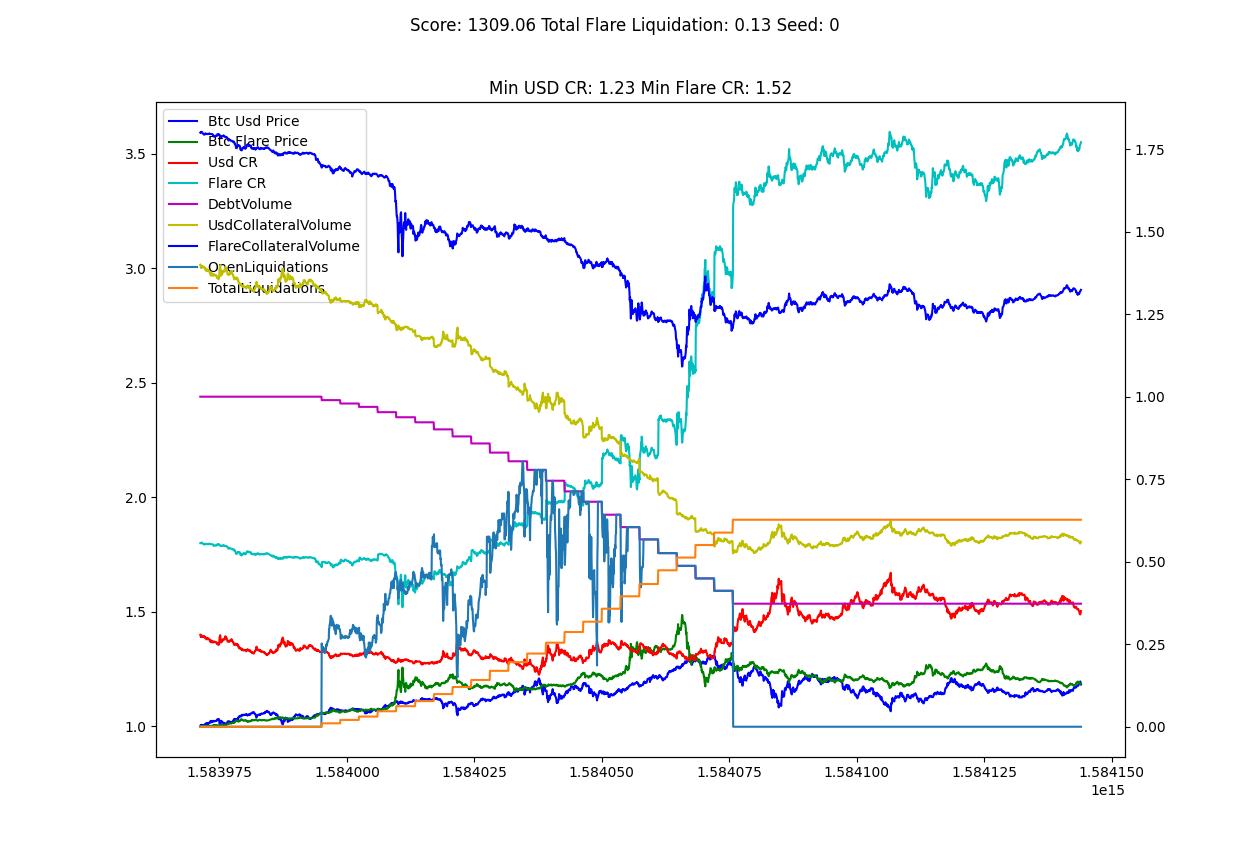 Score: 1309.06 Total Flare Liquidation: 0.13 Seed: 0
Min USD CR: 1.23 Min Flare CR: 1.52
Btc Usd Price
Btc Flare Price
Usd CR
Flare CR
DebtVolume
UsdCollateralVolume
FlareCollateralVolume
OpenLiquidations
TotalLiquidations
3.5
3.0
2.5
2.0
1.5
1.0
1.75
1.50
1.25
1.00
0.75
0.50
0.25
0.00
1.583975 1.584000 1.584025 1.584050 1.584075 1.584100 1.584125 1.584150
1e15